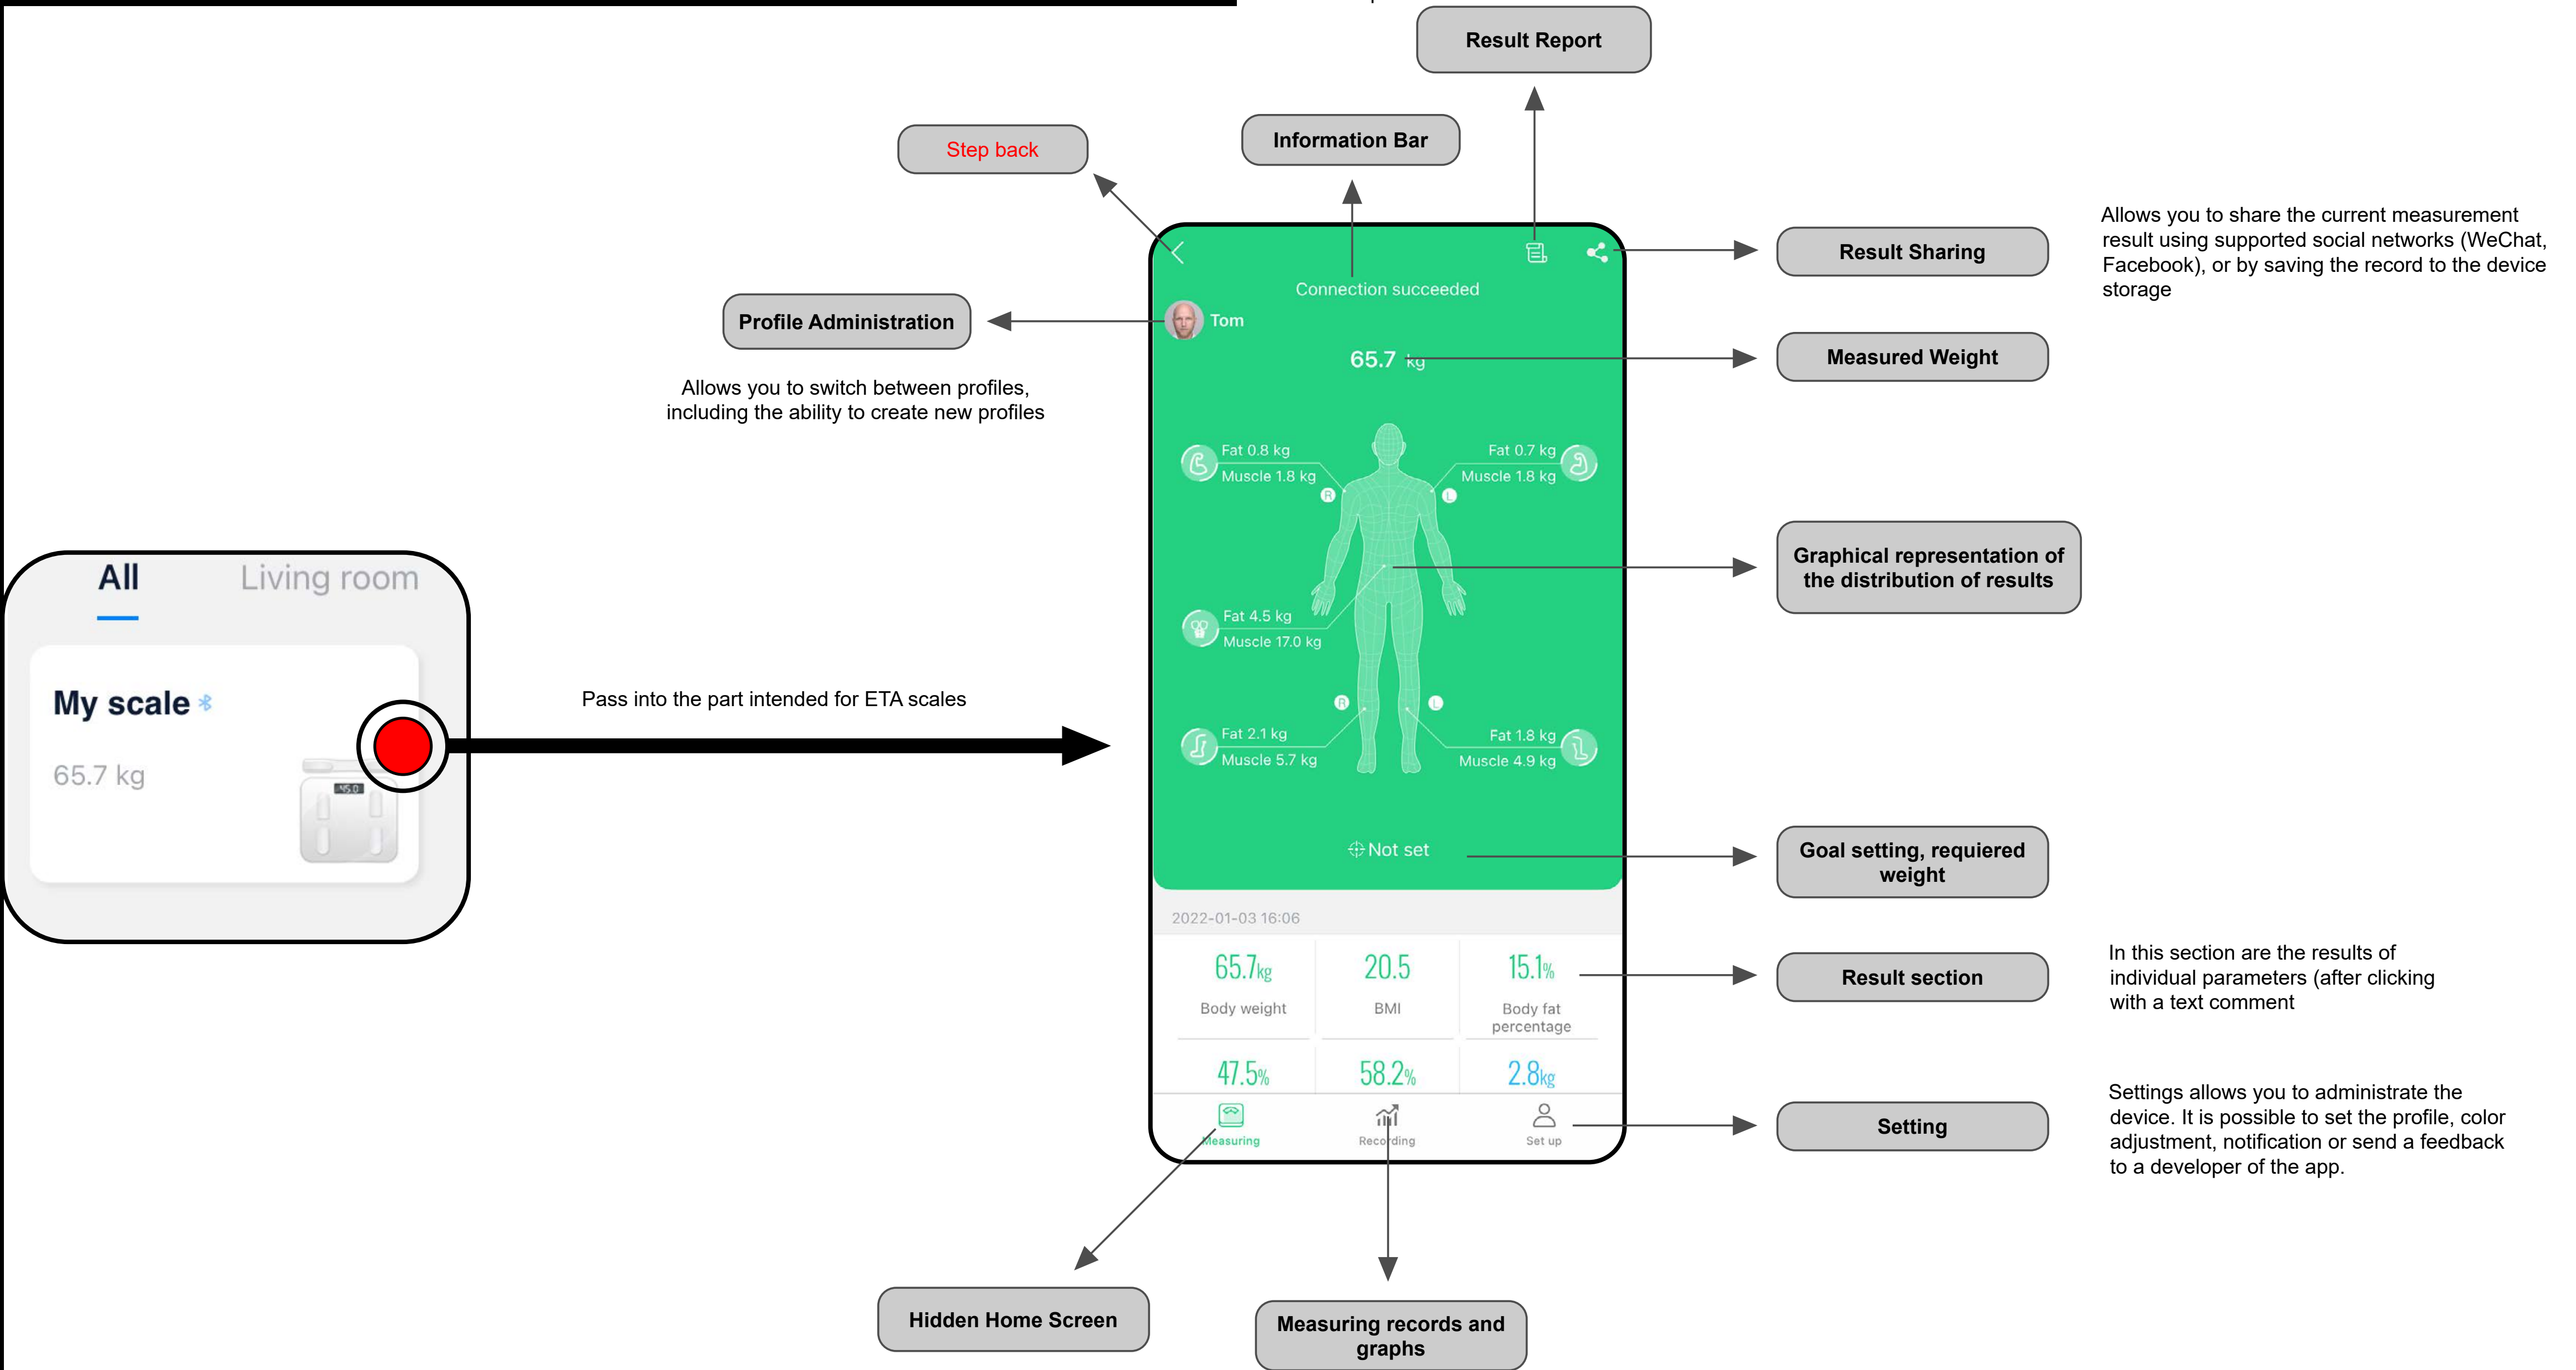 Result Report
Information Bar
Step back
Allows you to share the current measurement
result using supported social networks (WeChat,
Facebook), or by saving the record to the device
storage
Result Sharing
Connection succeeded
Profile Administration
Tom
65.7 kg
Measured Weight
Allows you to switch between profiles,
including the ability to create new profiles
Fat 0.8 kg
Muscle 1.8 kg
R
Fat 0.7 kg
Muscle 1.8 kg
L
Graphical representation of
the distribution of results
All
Living room
Fat 4.5 kg
Muscle 17.0 kg
My scale
65.7 kg
45.0
Pass into the part intended for ETA scales
R
L
Fat 2.1 kg
Muscle 5.7 kg
Fat 1.8 kg
Muscle 4.9 kg
Not set
Goal setting, requiered
weight
2022-01-03 16:06
65.7kg
Body weight
20.5
BMI
15.1%
Body fat
percentage
Result section
In this section are the results of
individual parameters (after clicking
with a text comment
47.5%
58.2%
2.8kg
Measuring
Recording
Set up
Setting
Settings allows you to administrate the
device. It is possible to set the profile, color
adjustment, notification or send a feedback
to a developer of the app.
Hidden Home Screen
Measuring records and
graphs